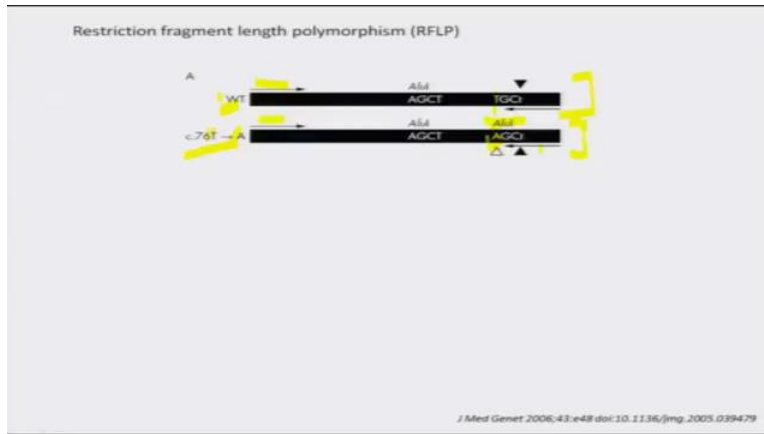 Restriction fragment length polymorphism (RFLP)
A
AluI
WT AGCT TGCt
AluI AluI
c.76T → A AGCT AGCt
J Med Genet 2006;43:e48 doi:10.1136/jmg.2005.039479